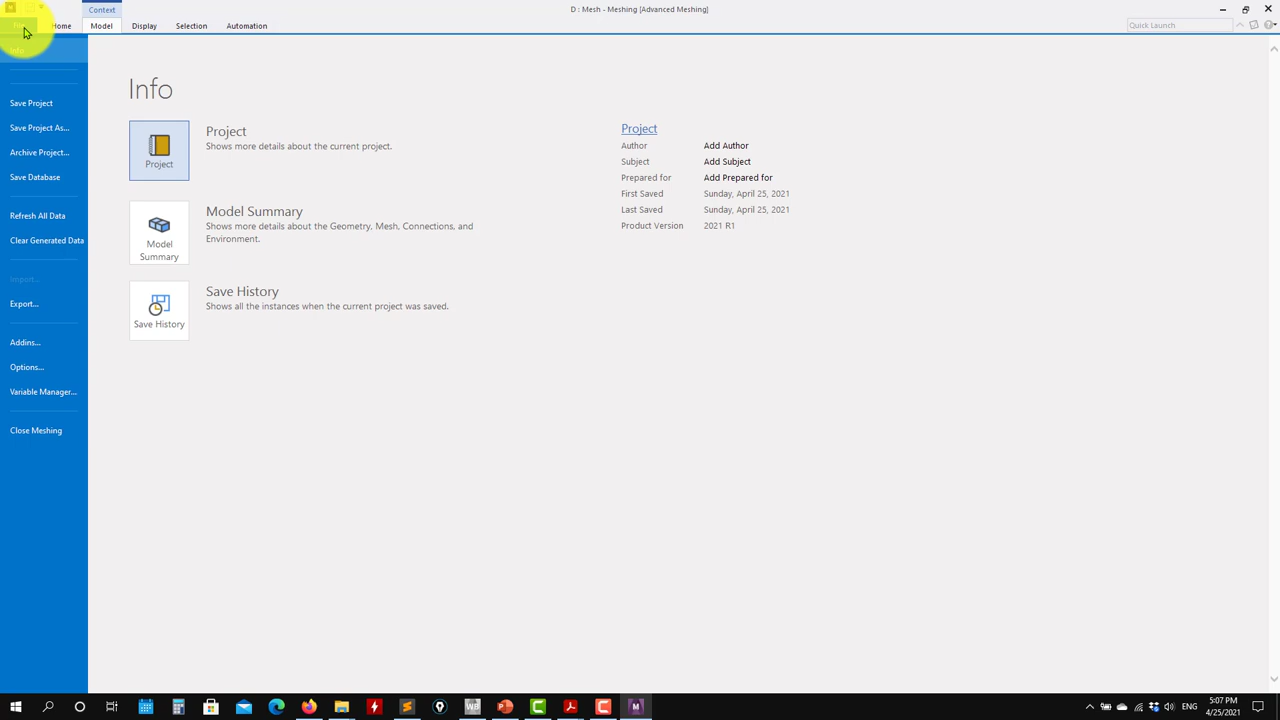 Context
D : Mesh - Meshing [Advanced Meshing]
Home Model Display Selection Automation
Quick Launch
Info
Save Project
Save Project As...
Archive Project...
Save Database
Refresh All Data
Clear Generated Data
Import...
Export...
Addins...
Options...
Variable Manager...
Close Meshing
Info
Project
Project
Shows more details about the current project.
Model
Summary
Model Summary
Shows more details about the Geometry, Mesh, Connections, and
Environment.
Save History
Save History
Shows all the instances when the current project was saved.
Project
Author Add Author
Subject Add Subject
Prepared for Add Prepared for
First Saved Sunday, April 25, 2021
Last Saved Sunday, April 25, 2021
Product Version 2021 R1
WB
M
ENG
5:07 PM
4/25/2021